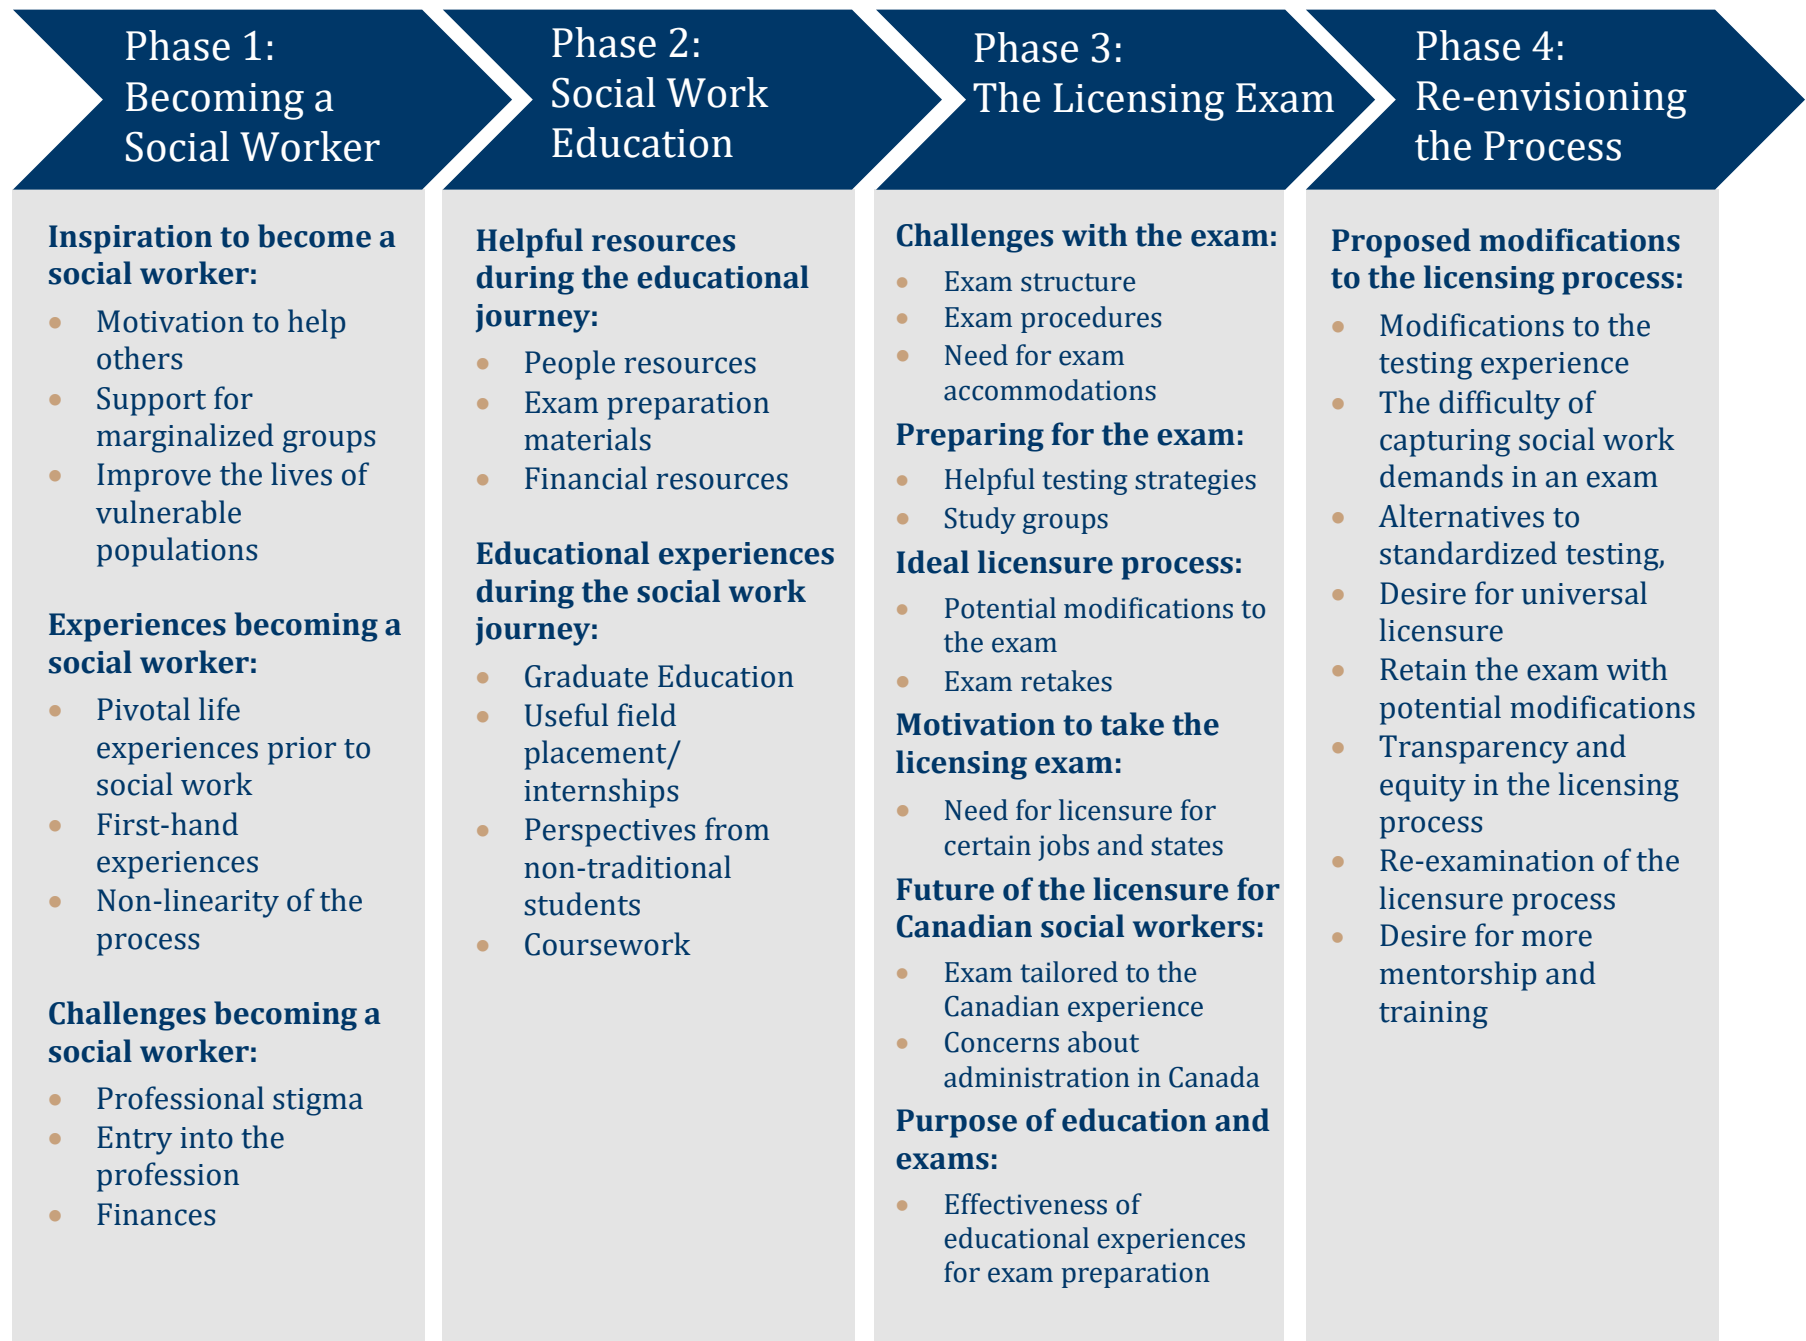 Phase 1:
Becoming a
Social Worker
Inspiration to become a
social worker:
• Motivation to help
others
• Support for
marginalized groups
• Improve the lives of
vulnerable
populations
Experiences becoming a
social worker:
• Pivotal life
experiences prior to
social work
• First-hand
experiences
• Non-linearity of the
process
Challenges becoming a
social worker:
• Professional stigma
• Entry into the
profession
• Finances
Phase 2:
Social Work
Education
Helpful resources
during the educational
journey:
• People resources
• Exam preparation
materials
• Financial resources
Educational experiences
during the social work
journey:
• Graduate Education
• Useful field
placement/
internships
• Perspectives from
non-traditional
students
• Coursework
Phase 3:
The Licensing Exam
Challenges with the exam:
• Exam structure
• Exam procedures
• Need for exam
accommodations
Preparing for the exam:
• Helpful testing strategies
• Study groups
Ideal licensure process:
• Potential modifications to
the exam
• Exam retakes
Motivation to take the
licensing exam:
• Need for licensure for
certain jobs and states
Future of the licensure for
Canadian social workers:
• Exam tailored to the
Canadian experience
• Concerns about
administration in Canada
Purpose of education and
exams:
• Effectiveness of
educational experiences
for exam preparation
Phase 4:
Re-envisioning
the Process
Proposed modifications
to the licensing process:
• Modifications to the
testing experience
• The difficulty of
capturing social work
demands in an exam
• Alternatives to
standardized testing,
• Desire for universal
licensure
• Retain the exam with
potential modifications
• Transparency and
equity in the licensing
process
• Re-examination of the
licensure process
• Desire for more
mentorship and
training